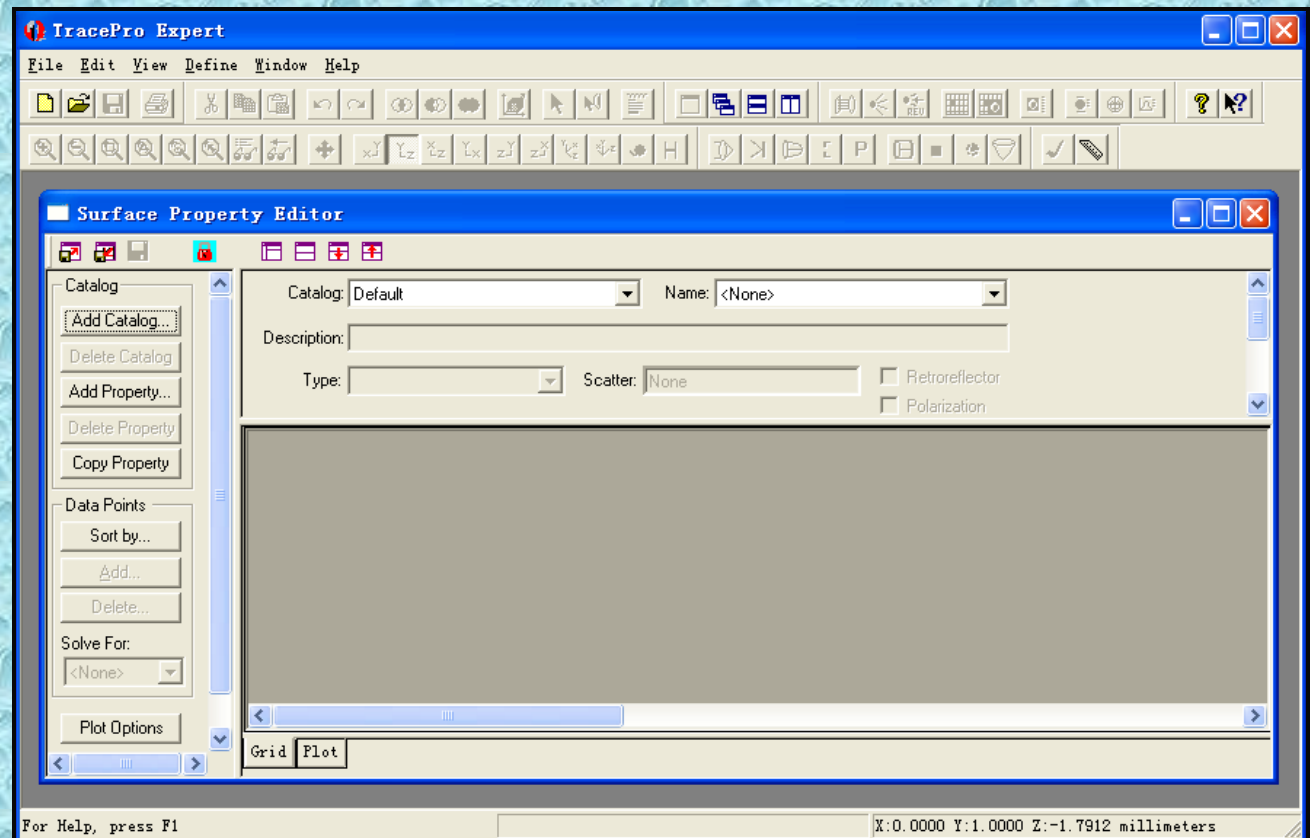 TracePro Expert
File Edit View Define Window Help
Surface Property Editor
Catalog
Add Catalog...
Delete Catalog
Add Property...
Delete Property
Copy Property
Data Points
Sort by...
Add...
Delete...
Solve For:
<None>
Plot Options
Catalog: Default Name: <None>
Description:
Type: Scatter: None Retroreflector
Polarization
Grid Plot
For Help, press F1 X:0.0000 Y:1.0000 Z:-1.7912 millimeters